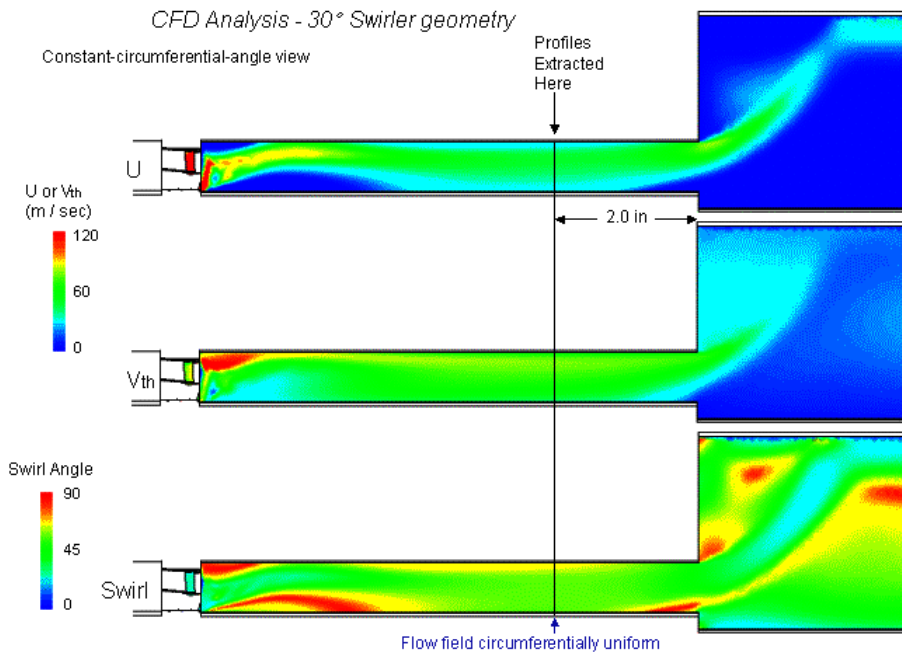 CFD Analysis - 30° Swirler geometry
Constant-circumferential-angle view
Profiles
Extracted
Here
U
U or Vth
(m / sec)
120
60
0
2.0 in
Vth
Swirl Angle
90
45
0
Swirl
Flow field circumferentially uniform